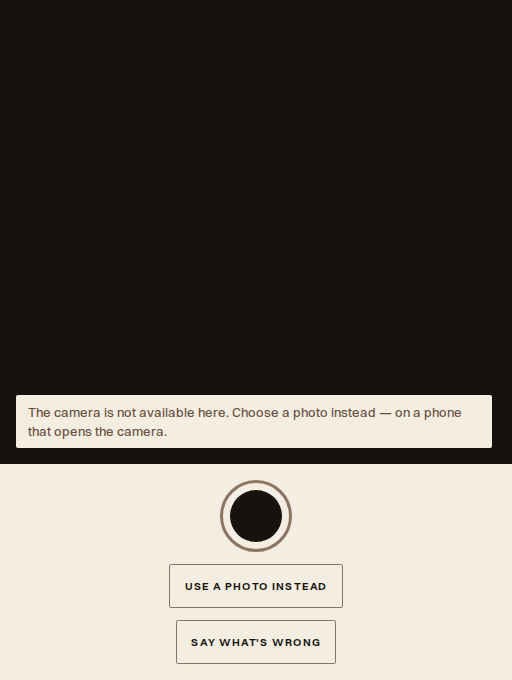 The camera is not available here. Choose a photo instead — on a phone
that opens the camera.
USE A PHOTO INSTEAD
SAY WHAT'S WRONG